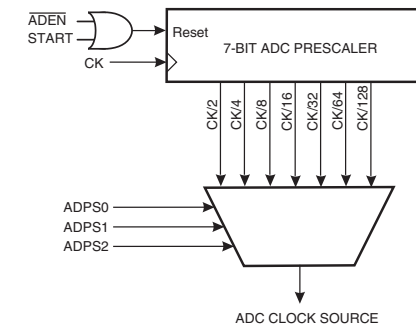 ADEN
START
Reset
7-BIT ADC PRESCALER
CK
CK/2
CK/4
CK/8
CK/16
CK/32
CK/64
CK/128
ADPS0
ADPS1
ADPS2
ADC CLOCK SOURCE